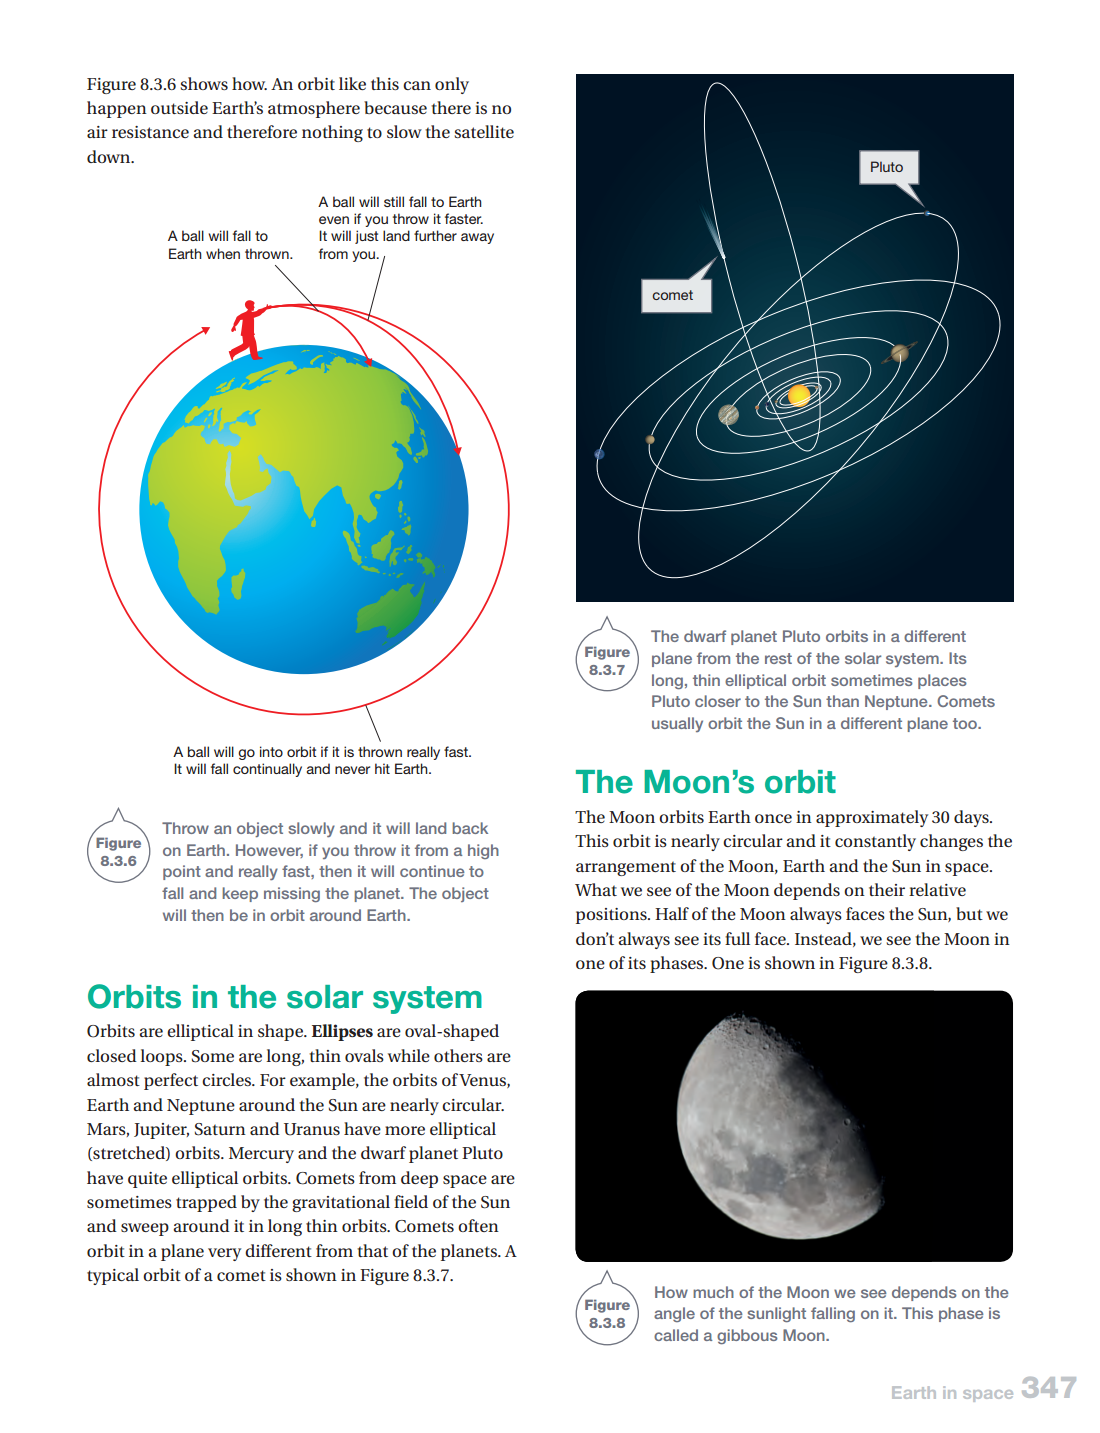 Figure 8.3.6 shows how. An orbit like this can only
happen outside Earth's atmosphere because there is no
air resistance and therefore nothing to slow the satellite
down.
A ball will fall to
Earth when thrown.
A ball will still fall to Earth
even if you throw it faster.
It will just land further away
from you.
A ball will go into orbit if it is thrown really fast.
It will fall continually and never hit Earth.
Figure
8.3.6
Throw an object slowly and it will land back
on Earth. However, if you throw it from a high
point and really fast, then it will continue to
fall and keep missing the planet. The object
will then be in orbit around Earth.
Orbits in the solar system
Orbits are elliptical in shape. Ellipses are oval-shaped
closed loops. Some are long, thin ovals while others are
almost perfect circles. For example, the orbits of Venus,
Earth and Neptune around the Sun are nearly circular.
Mars, Jupiter, Saturn and Uranus have more elliptical
(stretched) orbits. Mercury and the dwarf planet Pluto
have quite elliptical orbits. Comets from deep space are
sometimes trapped by the gravitational field of the Sun
and sweep around it in long thin orbits. Comets often
orbit in a plane very different from that of the planets. A
typical orbit of a comet is shown in Figure 8.3.7.
Pluto
comet
Figure
8.3.7
The dwarf planet Pluto orbits in a different
plane from the rest of the solar system. Its
long, thin elliptical orbit sometimes places
Pluto closer to the Sun than Neptune. Comets
usually orbit the Sun in a different plane too.
The Moon's orbit
The Moon orbits Earth once in approximately 30 days.
This orbit is nearly circular and it constantly changes the
arrangement of the Moon, Earth and the Sun in space.
What we see of the Moon depends on their relative
positions. Half of the Moon always faces the Sun, but we
don't always see its full face. Instead, we see the Moon in
one of its phases. One is shown in Figure 8.3.8.
Figure
8.3.8
How much of the Moon we see depends on the
angle of the sunlight falling on it. This phase is
called a gibbous Moon.
Earth in space 347